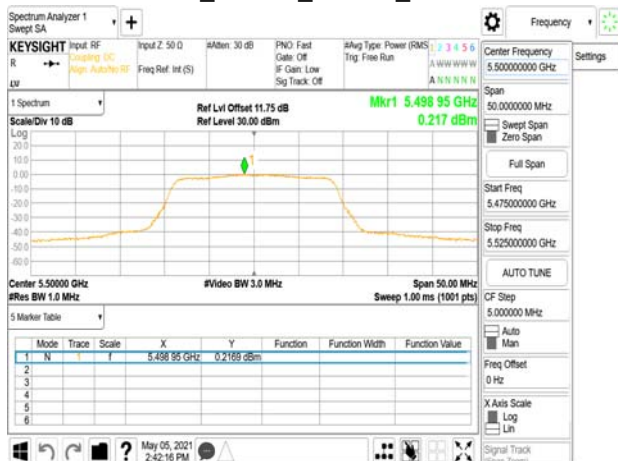 Spectrum Analyzer 1
Swept SA
+
Frequency
KEYSIGHT
Input: RF
Input Z: 50 Ω
#Atten: 30 dB
PNO: Fast
#Avg Type: Power (RMS
1 2 3 4 5 6
R
Coupling: DC
Gate: Off
Trig: Free Run
A W W W W W
Align: Auto/No RF
Freq Ref: Int (S)
IF Gain: Low
Sig Track: Off
A N N N N N
LXI
1 Spectrum
Ref Lvl Offset 11.75 dB
Mkr1 5.498 95 GHz
Scale/Div 10 dB
Ref Level 30.00 dBm
0.217 dBm
Log
20.0
10.0
0.00
-10.0
-20.0
-30.0
-40.0
-50.0
-60.0
1
Center 5.50000 GHz
#Video BW 3.0 MHz
Span 50.00 MHz
#Res BW 1.0 MHz
Sweep 1.00 ms (1001 pts)
5 Marker Table
Mode Trace Scale X Y Function Function Width Function Value
1 N 1 f 5.498 95 GHz 0.2169 dBm
2
3
4
5
6
?
May 05, 2021
2:42:16 PM
Center Frequency
5.500000000 GHz
Settings
Span
50.0000000 MHz
Swept Span
Zero Span
Full Span
Start Freq
5.475000000 GHz
Stop Freq
5.525000000 GHz
AUTO TUNE
CF Step
5.000000 MHz
Auto
Man
Freq Offset
0 Hz
X Axis Scale
Log
Lin
Signal Track